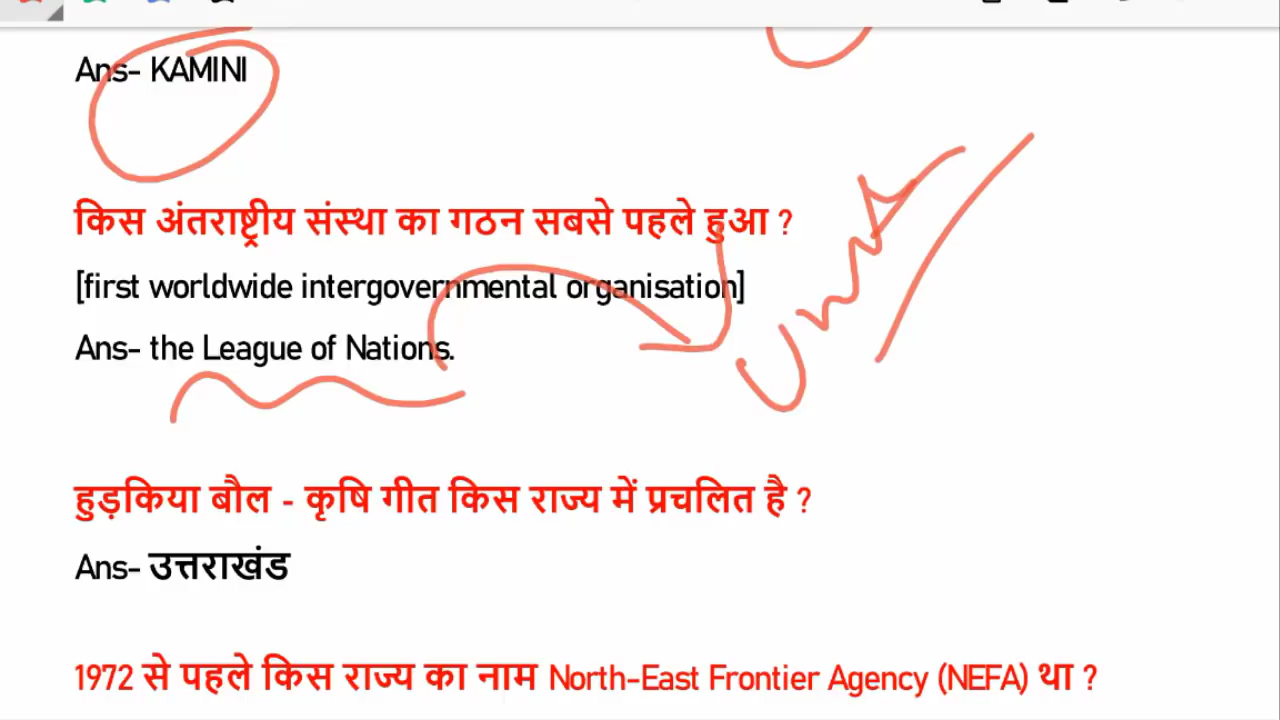 Ans- KAMINI
किस अंतराष्ट्रीय संस्था का गठन सबसे पहले हुआ ?
[first worldwide intergovernmental organisation]
Ans- the League of Nations.
हुड़किया बौल - कृषि गीत किस राज्य में प्रचलित है ?
Ans- उत्तराखंड
1972 से पहले किस राज्य का नाम North-East Frontier Agency (NEFA) था ?